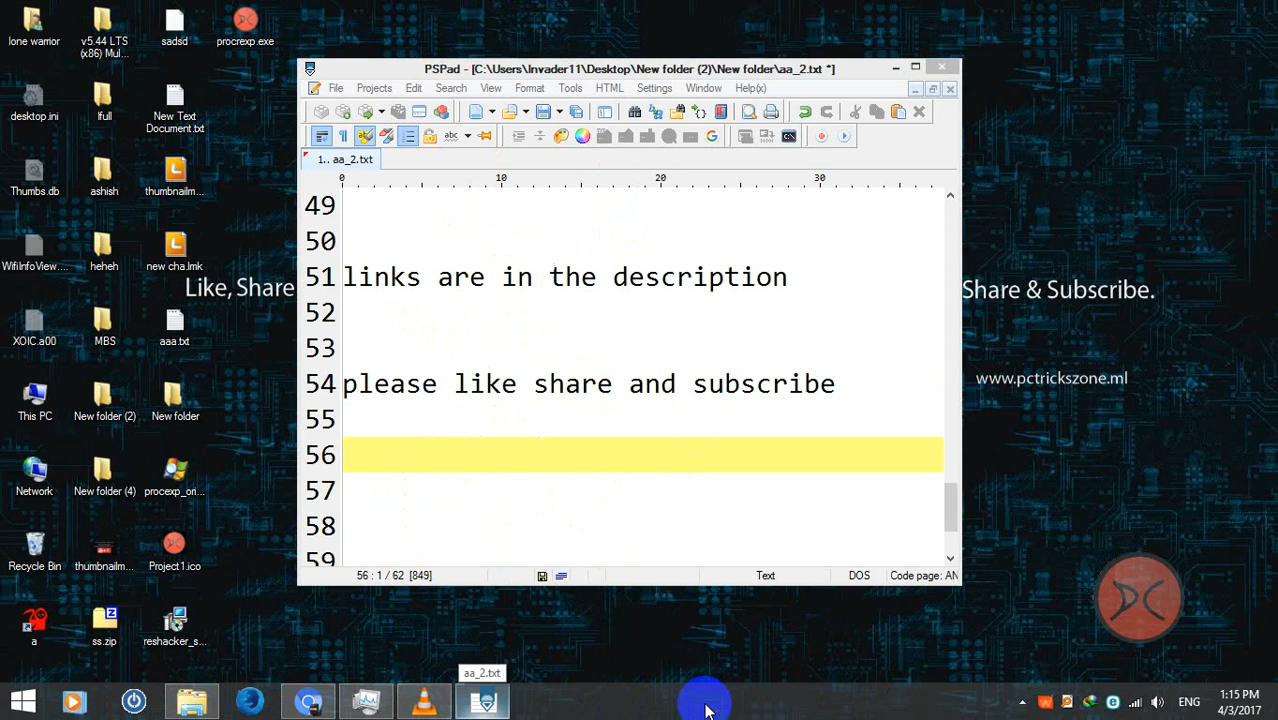 lone warrior
v5.44 LTS
(x86) Mul...
sadsd
procrexp.exe
desktop.ini
lfull
New Text
Document.txt
Thumbs.db
ashish
thumbnailm...
WifiInfoView....
heheh
new cha.lmk
XOIC.a00
MBS
aaa.txt
This PC
New folder (2)
New folder
Network
New folder (4)
procexp_ori...
Recycle Bin
thumbnailm...
Project1.ico
a
ss.zip
reshacker_s...
Like, Share
Share & Subscribe.
www.pctrickszone.ml
PSPad - [C:\Users\Invader11\Desktop\New folder (2)\New folder\aa_2.txt *]
File Projects Edit Search View Format Tools HTML Settings Window Help(x)
1.. aa_2.txt
0 10 20 30
49
50
51 links are in the description
52
53
54 please like share and subscribe
55
56
57
58
59
56 : 1 / 62 [849] Text DOS Code page: AN
aa_2.txt
ENG
1:15 PM
4/3/2017